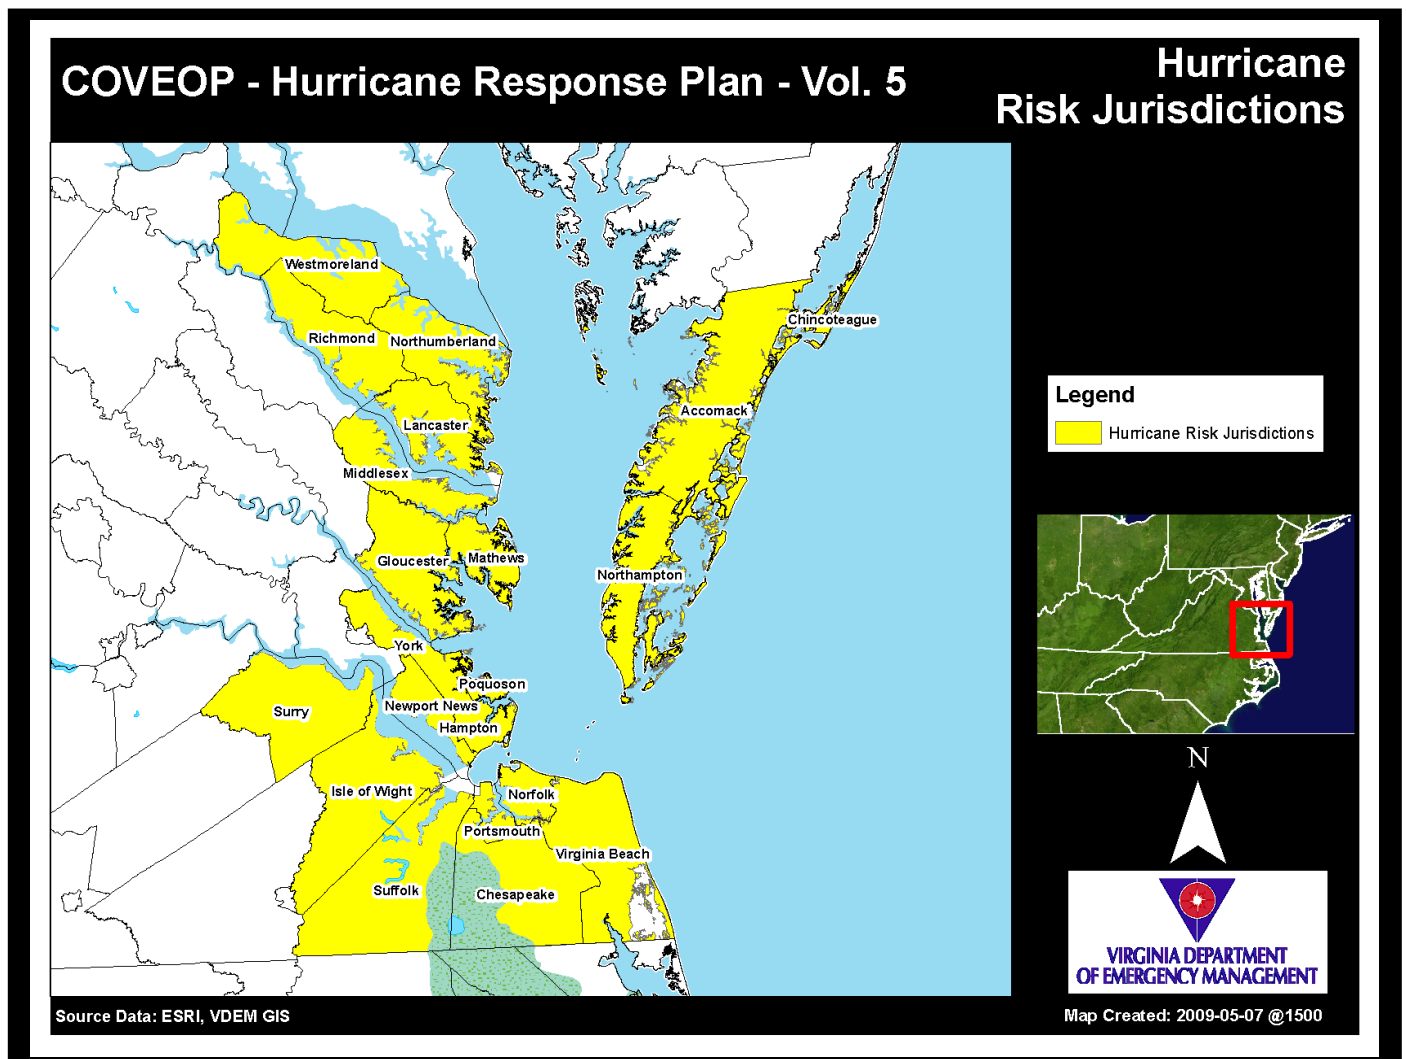 COVEOP - Hurricane Response Plan - Vol. 5
Hurricane
Risk Jurisdictions
Westmoreland
Chincoteague
Richmond
Northumberland
Accomack
Lancaster
Middlesex
Mathews
Gloucester
Northampton
York
Poquoson
Newport News
Surry
Hampton
Isle of Wight
Norfolk
Portsmouth
Virginia Beach
Suffolk
Chesapeake
Legend
Hurricane Risk Jurisdictions
N
VIRGINIA DEPARTMENT
OF EMERGENCY MANAGEMENT
Source Data: ESRI, VDEM GIS
Map Created: 2009-05-07 @1500